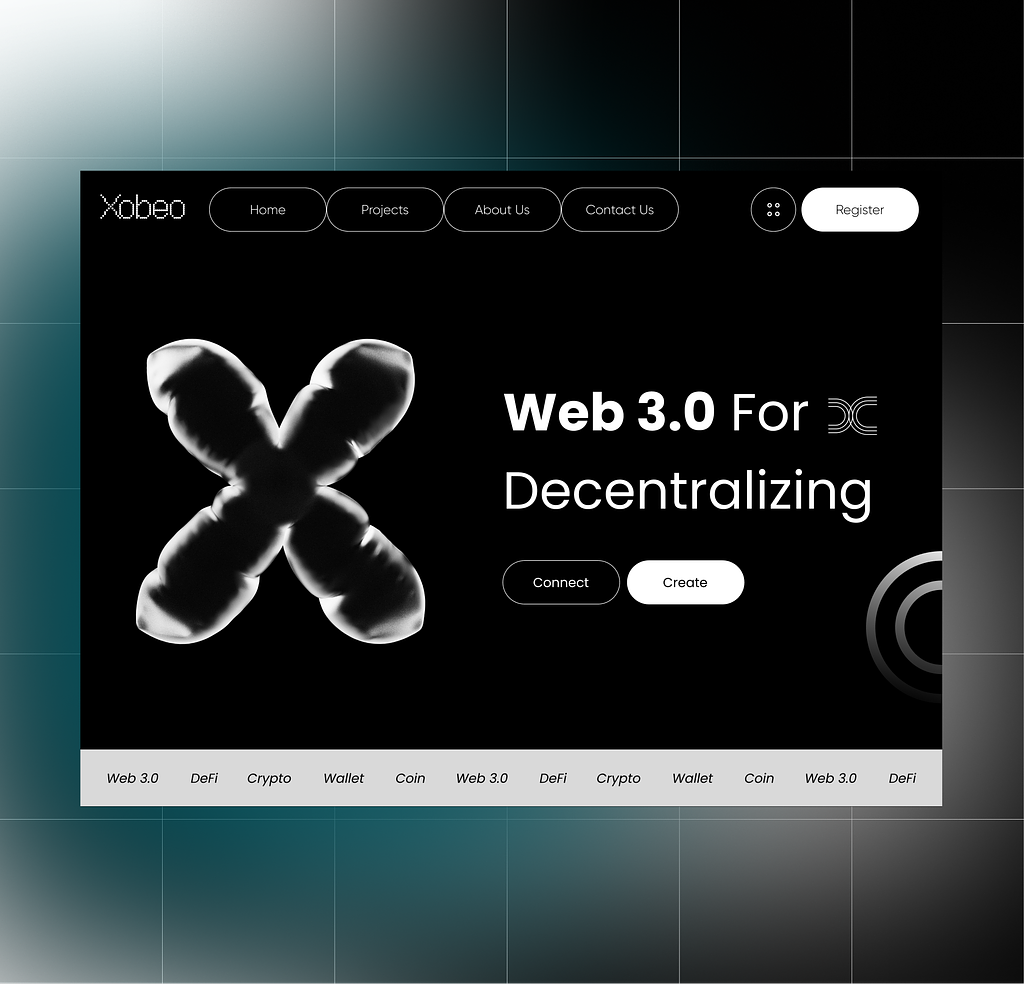 Xobeo Home Projects About Us Contact Us Register
Web 3.0 For
Decentralizing
Connect Create
Web 3.0 DeFi Crypto Wallet Coin Web 3.0 DeFi Crypto Wallet Coin Web 3.0 DeFi